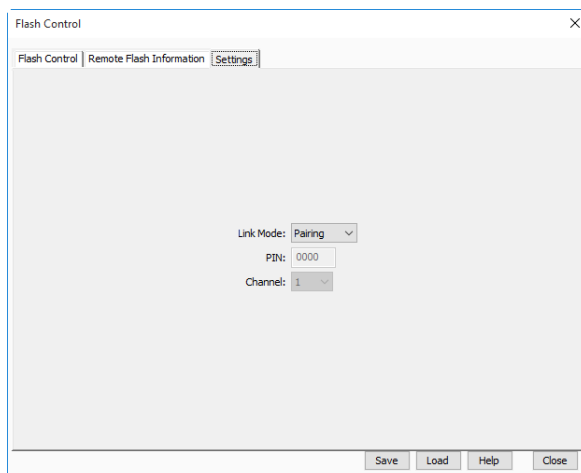 Flash Control
Flash Control Remote Flash Information Settings
Link Mode: Pairing
PIN: 0000
Channel: 1
Save Load Help Close